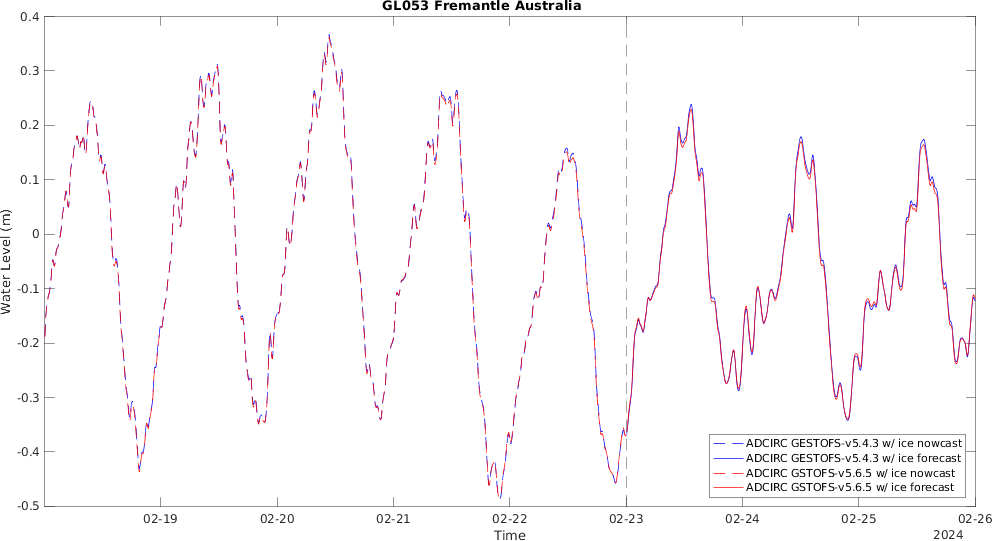 GL053 Fremantle Australia
0.4
0.3
0.2
0.1
0
-0.1
-0.2
-0.3
-0.4
-0.5
Water Level (m)
ADCIRC GESTOFS-v5.4.3 w/ ice nowcast
ADCIRC GESTOFS-v5.4.3 w/ ice forecast
ADCIRC GSTOFS-v5.6.5 w/ ice nowcast
ADCIRC GSTOFS-v5.6.5 w/ ice forecast
02-19 02-20 02-21 02-22 02-23 02-24 02-25 02-26
Time
2024